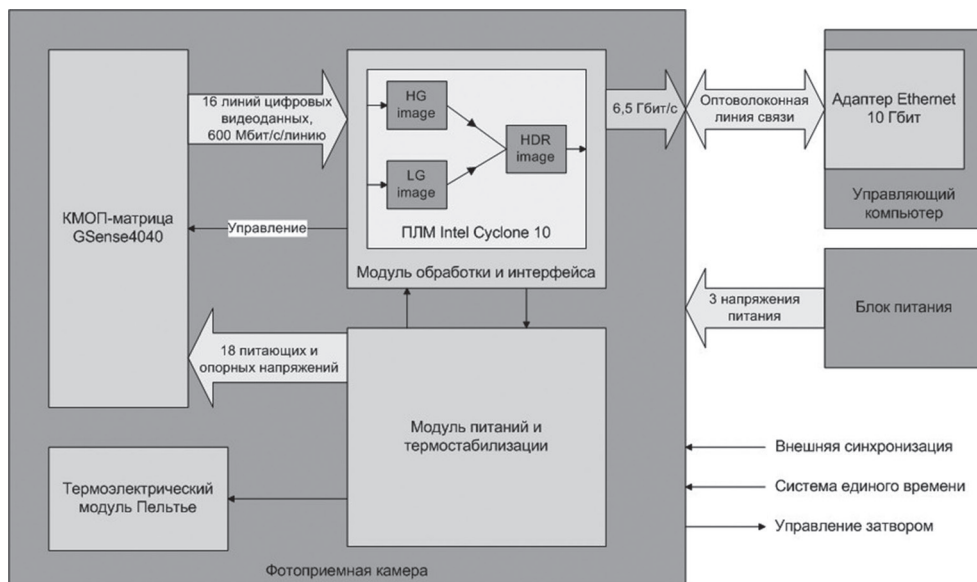 16 линий цифровых
видеоданных,
600 Мбит/с/линию
HG
image
LG
image
HDR
image
ПЛМ Intel Cyclone 10
Модуль обработки и интерфейса
6,5 Гбит/с
Оптоволоконная
линия связи
Адаптер Ethernet
10 Гбит
Управляющий
компьютер
КМОП-матрица
GSense4040
Управление
3 напряжения
питания
Блок питания
18 питающих и
опорных напряжений
Модуль питаний и
термостабилизации
Термоэлектрический
модуль Пельтье
Внешняя синхронизация
Система единого времени
Управление затвором
Фотоприемная камера